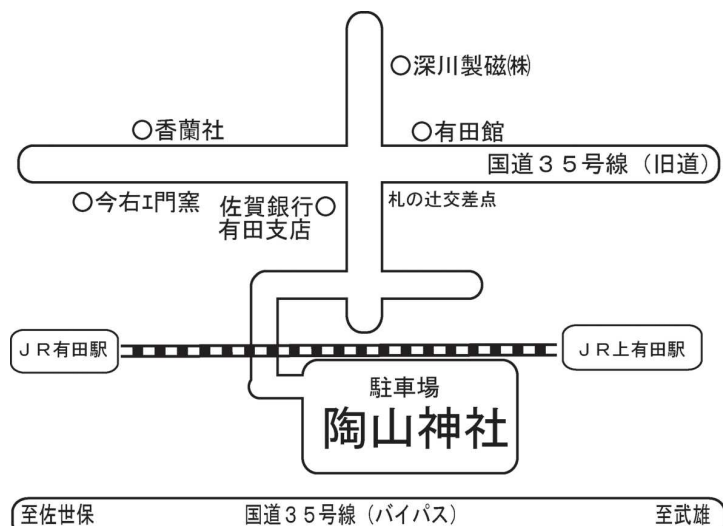 ○深川製磁㈱
○香蘭社
○有田館
国道３５号線（旧道）
○今右エ門窯
佐賀銀行○
有田支店
札の辻交差点
ＪＲ有田駅
ＪＲ上有田駅
駐車場
陶山神社
至佐世保
国道３５号線（バイパス）
至武雄